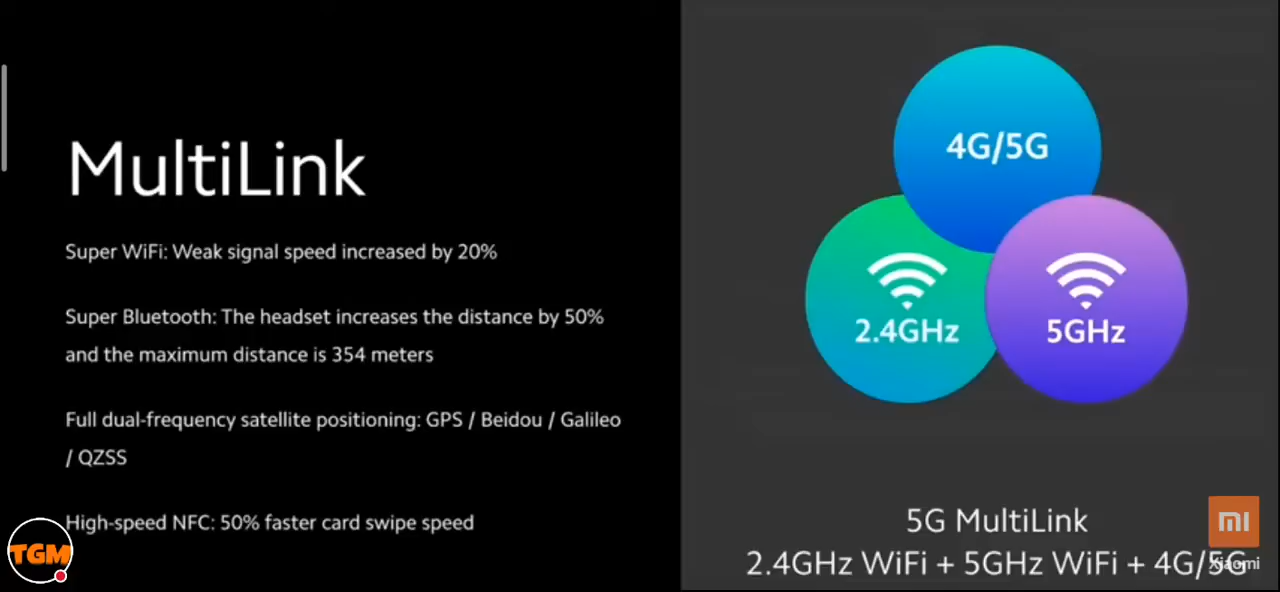 MultiLink
Super WiFi: Weak signal speed increased by 20%
Super Bluetooth: The headset increases the distance by 50%
and the maximum distance is 354 meters
Full dual-frequency satellite positioning: GPS / Beidou / Galileo
/ QZSS
High-speed NFC: 50% faster card swipe speed
TGM
4G/5G
2.4GHz
5GHz
5G MultiLink
2.4GHz WiFi + 5GHz WiFi + 4G/5G
mi
Xiaomi